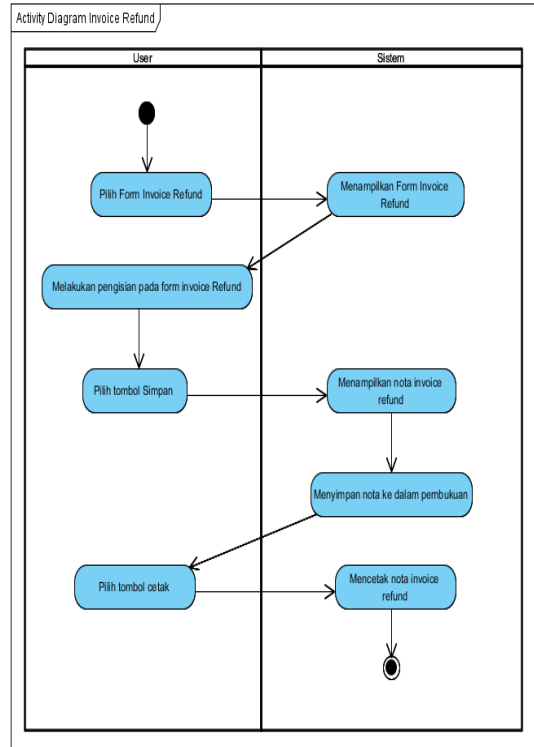 Activity Diagram Invoice Refund
User
Sistem
Pilih Form Invoice Refund
Menampilkan Form Invoice
Refund
Melakukan pengisian pada form invoice Refund
Pilih tombol Simpan
Menampilkan nota invoice
refund
Menyimpan nota ke dalam pembukuan
Pilih tombol cetak
Mencetak nota invoice
refund